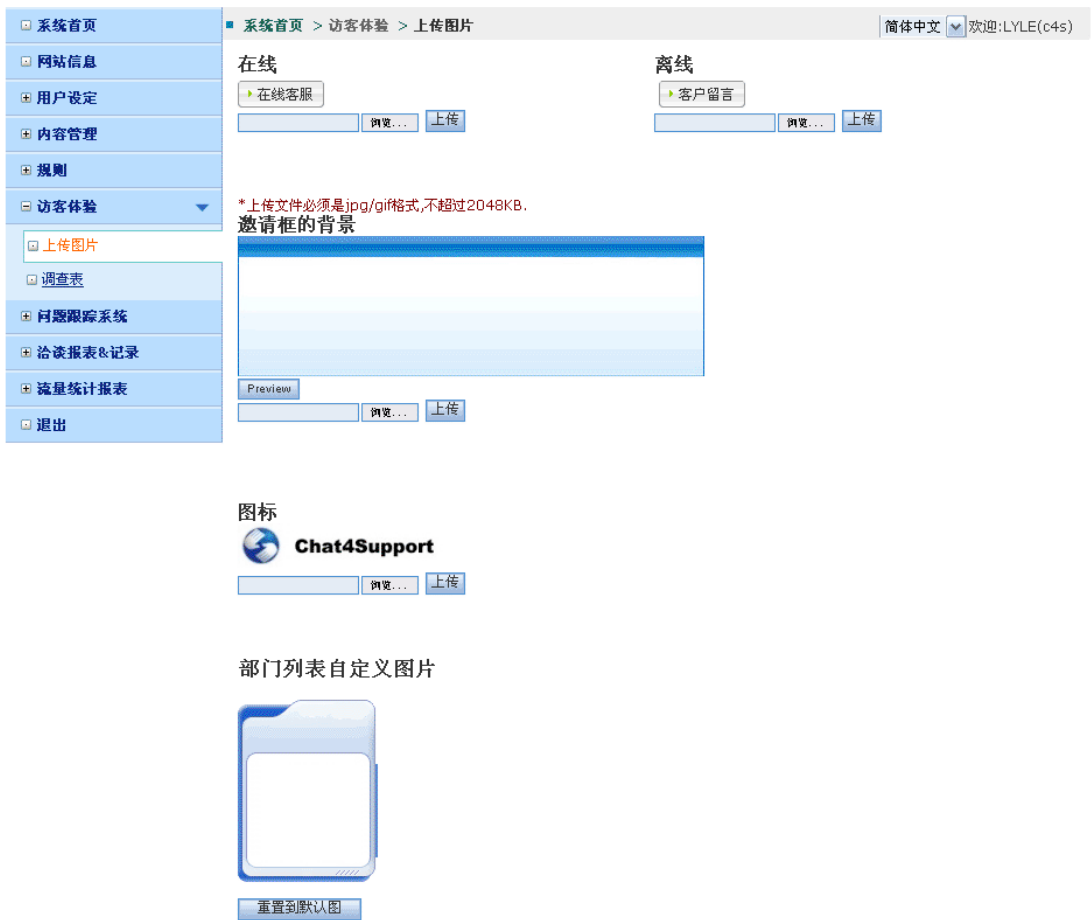 系统首页
网站信息
用户设定
内容管理
规则
访客体验
上传图片
调查表
问题跟踪系统
洽谈报表&记录
流量统计报表
退出
系统首页 > 访客体验 > 上传图片
简体中文 欢迎:LYLE(c4s)
在线
在线客服
浏览... 上传
离线
客户留言
浏览... 上传
*上传文件必须是jpg/gif格式,不超过2048KB.
邀请框的背景
Preview
浏览... 上传
图标
Chat4Support
浏览... 上传
部门列表自定义图片
重置到默认图